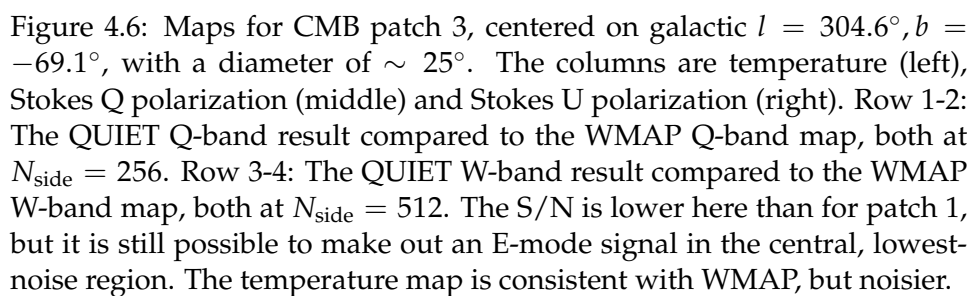 Figure 4.6: Maps for CMB patch 3, centered on galactic l = 304.6°, b =
−69.1°, with a diameter of ∼ 25°. The columns are temperature (left),
Stokes Q polarization (middle) and Stokes U polarization (right). Row 1-2:
The QUIET Q-band result compared to the WMAP Q-band map, both at
N_side = 256. Row 3-4: The QUIET W-band result compared to the WMAP
W-band map, both at N_side = 512. The S/N is lower here than for patch 1,
but it is still possible to make out an E-mode signal in the central, lowest-
noise region. The temperature map is consistent with WMAP, but noisier.